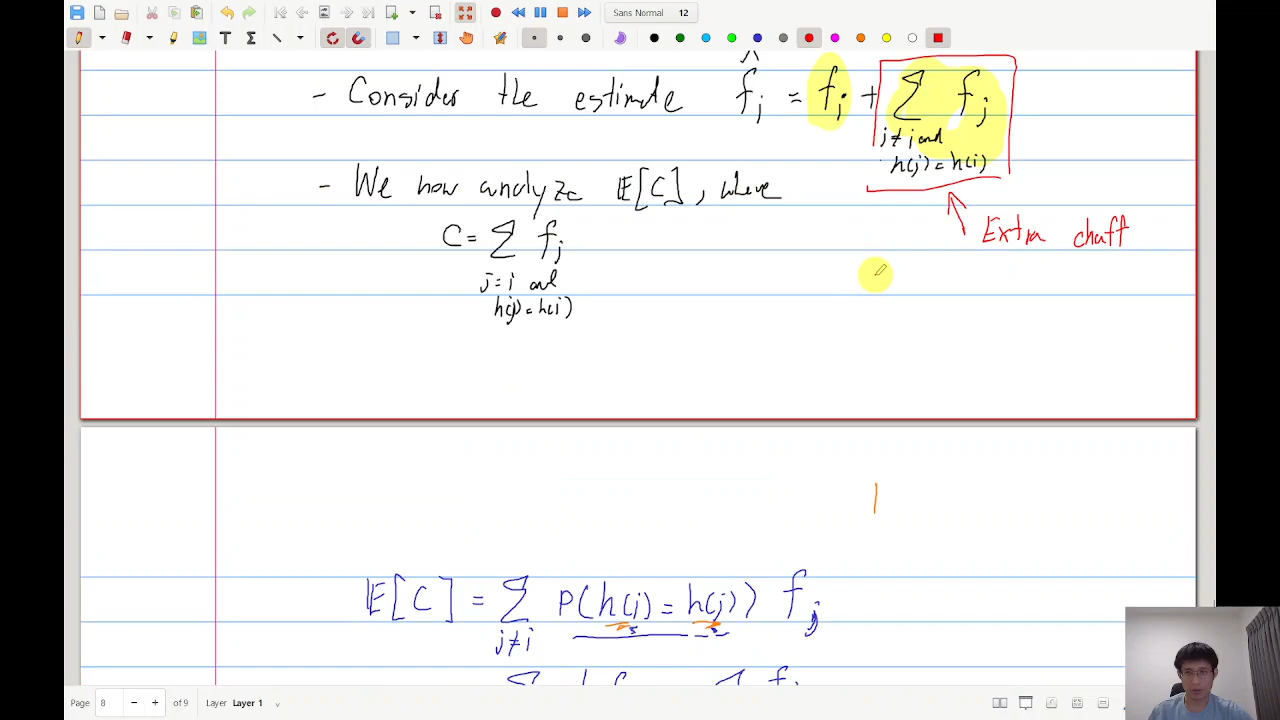 Sans Normal 12
- Consider the estimate f̂ᵢ = fᵢ + ∑ fⱼ
j≠i and
h(j) = h(i)
- We now analyze 𝔼[C], where
C = ∑ fⱼ
j=i and
h(j) = h(i)
Extra chaff
|
𝔼[C] = ∑ P(h(i) = h(j)) fⱼ
j≠i
Page 8 of 9 Layer Layer 1